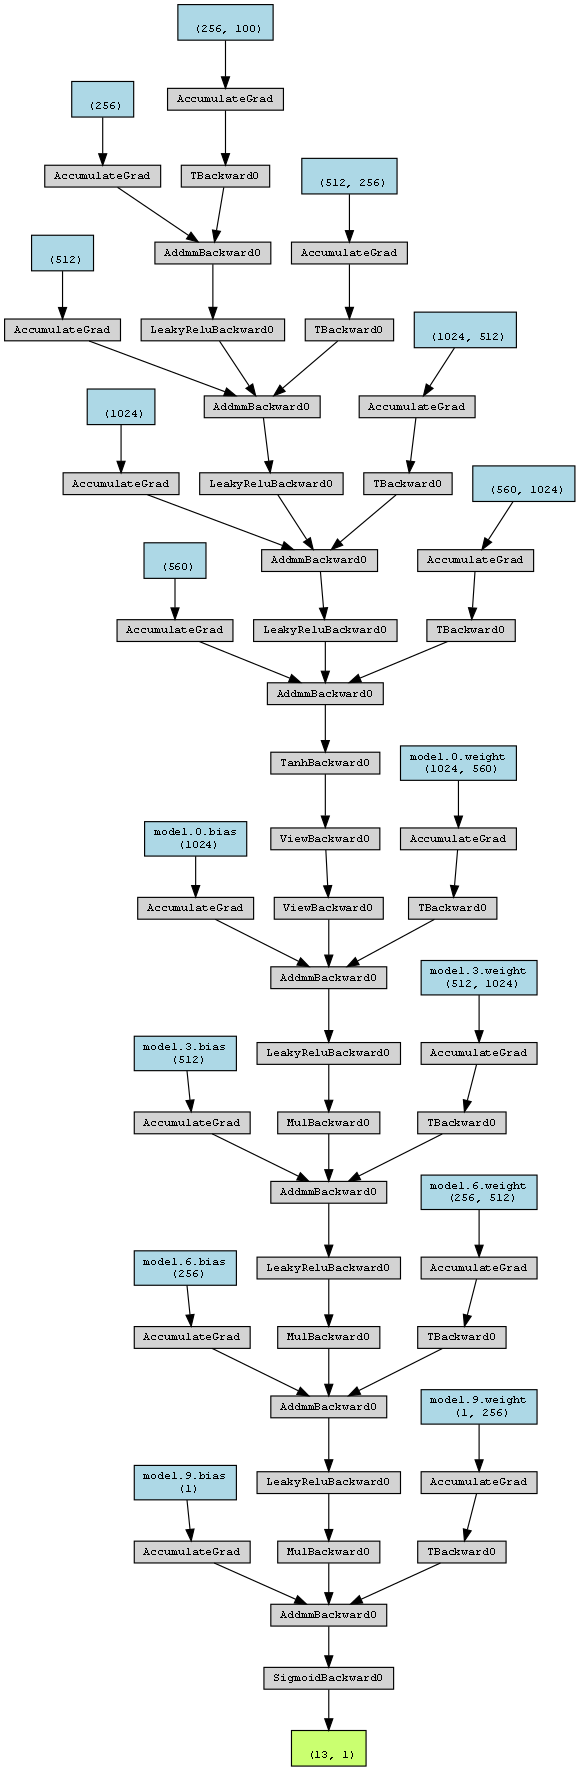 (256, 100)
AccumulateGrad
(256)
AccumulateGrad
TBackward0
(512, 256)
AddmmBackward0
AccumulateGrad
(512)
AccumulateGrad
LeakyReluBackward0
TBackward0
(1024, 512)
AddmmBackward0
AccumulateGrad
(1024)
AccumulateGrad
LeakyReluBackward0
TBackward0
(560, 1024)
AddmmBackward0
AccumulateGrad
(560)
AccumulateGrad
LeakyReluBackward0
TBackward0
AddmmBackward0
TanhBackward0
model.0.weight
(1024, 560)
model.0.bias
(1024)
ViewBackward0
AccumulateGrad
AccumulateGrad
ViewBackward0
TBackward0
AddmmBackward0
model.3.weight
(512, 1024)
model.3.bias
(512)
LeakyReluBackward0
AccumulateGrad
AccumulateGrad
MulBackward0
TBackward0
AddmmBackward0
model.6.weight
(256, 512)
model.6.bias
(256)
LeakyReluBackward0
AccumulateGrad
AccumulateGrad
MulBackward0
TBackward0
AddmmBackward0
model.9.weight
(1, 256)
model.9.bias
(1)
LeakyReluBackward0
AccumulateGrad
AccumulateGrad
MulBackward0
TBackward0
AddmmBackward0
SigmoidBackward0
(13, 1)